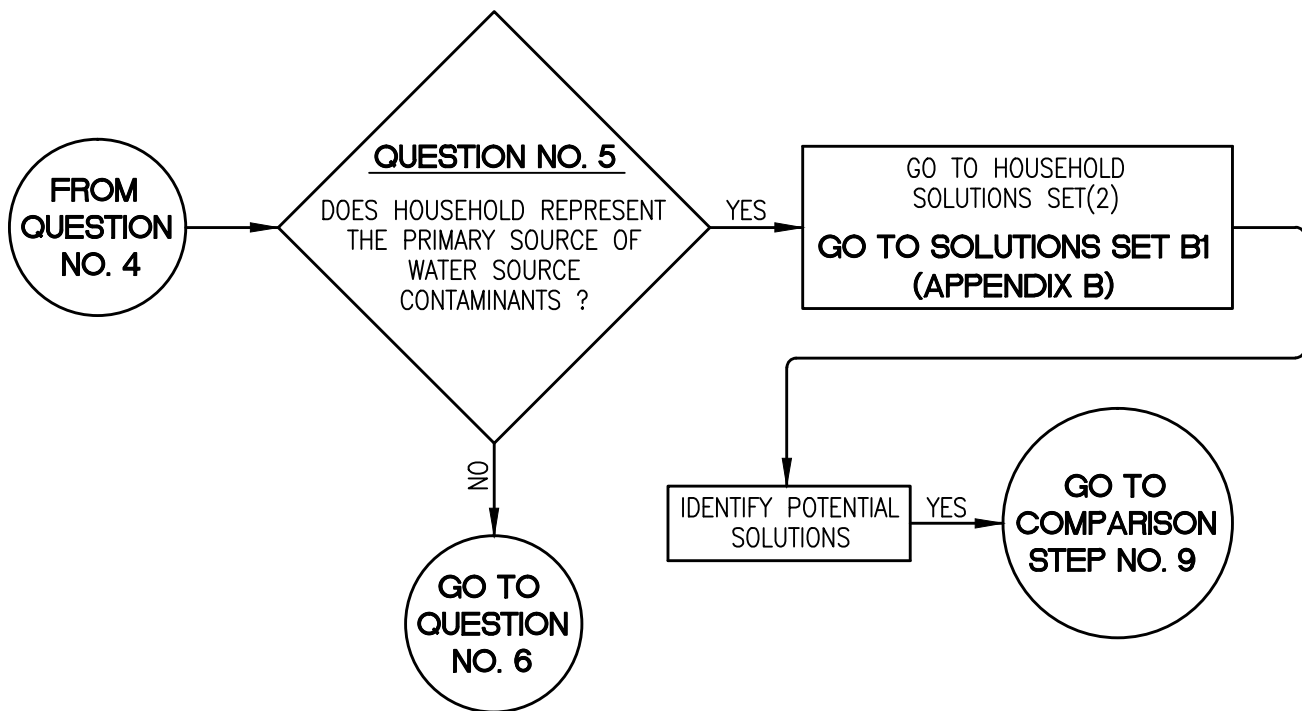 FROM
QUESTION
NO. 4
QUESTION NO. 5
DOES HOUSEHOLD REPRESENT
THE PRIMARY SOURCE OF
WATER SOURCE
CONTAMINANTS ?
YES
GO TO HOUSEHOLD
SOLUTIONS SET(2)
GO TO SOLUTIONS SET B1
(APPENDIX B)
NO
GO TO
QUESTION
NO. 6
IDENTIFY POTENTIAL
SOLUTIONS
YES
GO TO
COMPARISON
STEP NO. 9